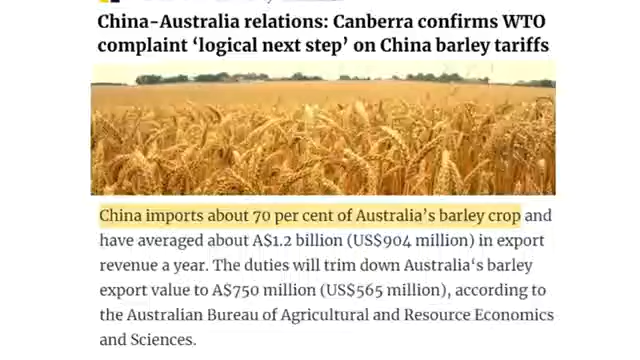 China-Australia relations: Canberra confirms WTO
complaint ‘logical next step’ on China barley tariffs
China imports about 70 per cent of Australia’s barley crop and
have averaged about A$1.2 billion (US$904 million) in export
revenue a year. The duties will trim down Australia‘s barley
export value to A$750 million (US$565 million), according to
the Australian Bureau of Agricultural and Resource Economics
and Sciences.